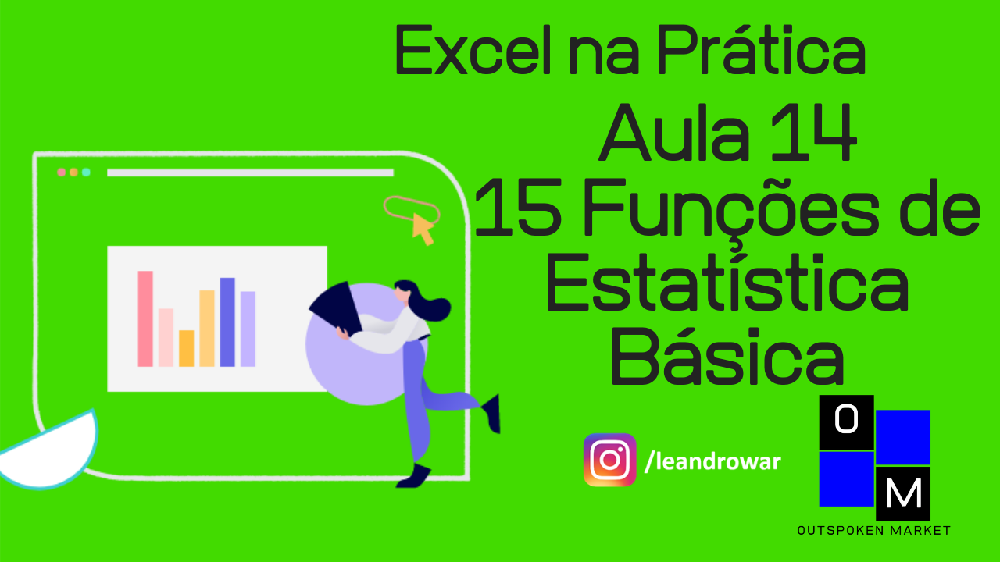 Excel na Prática
Aula 14
15 Funções de
Estatística
Básica
/leandrowar
O
M
OUTSPOKEN MARKET